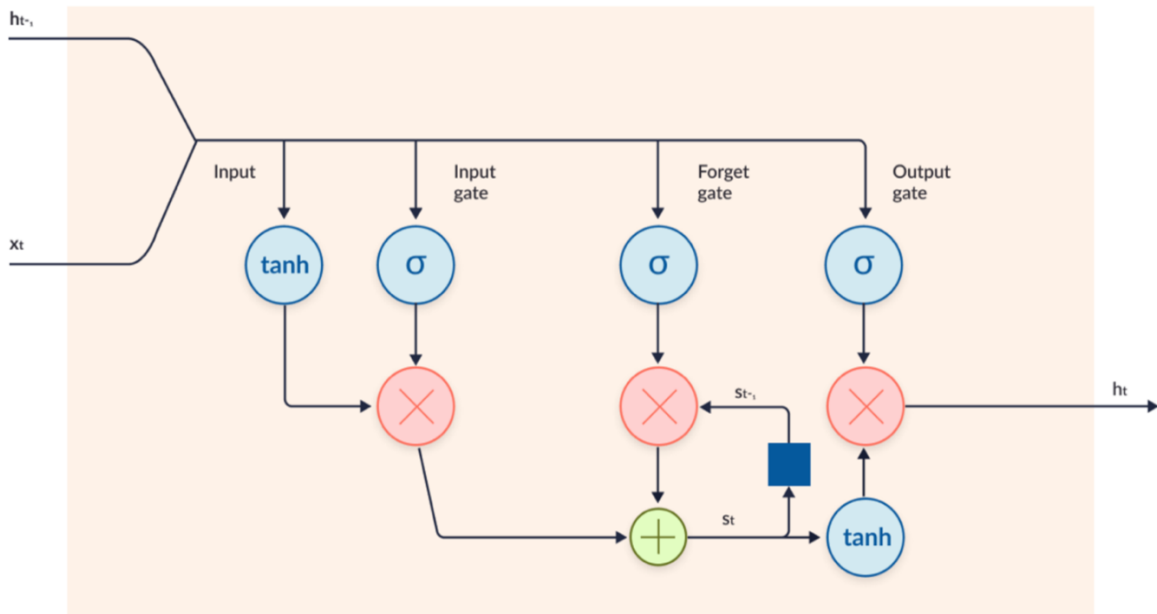 ht-1
Input
Input
gate
Forget
gate
Output
gate
xt
tanh
σ
σ
σ
st-1
ht
st
tanh